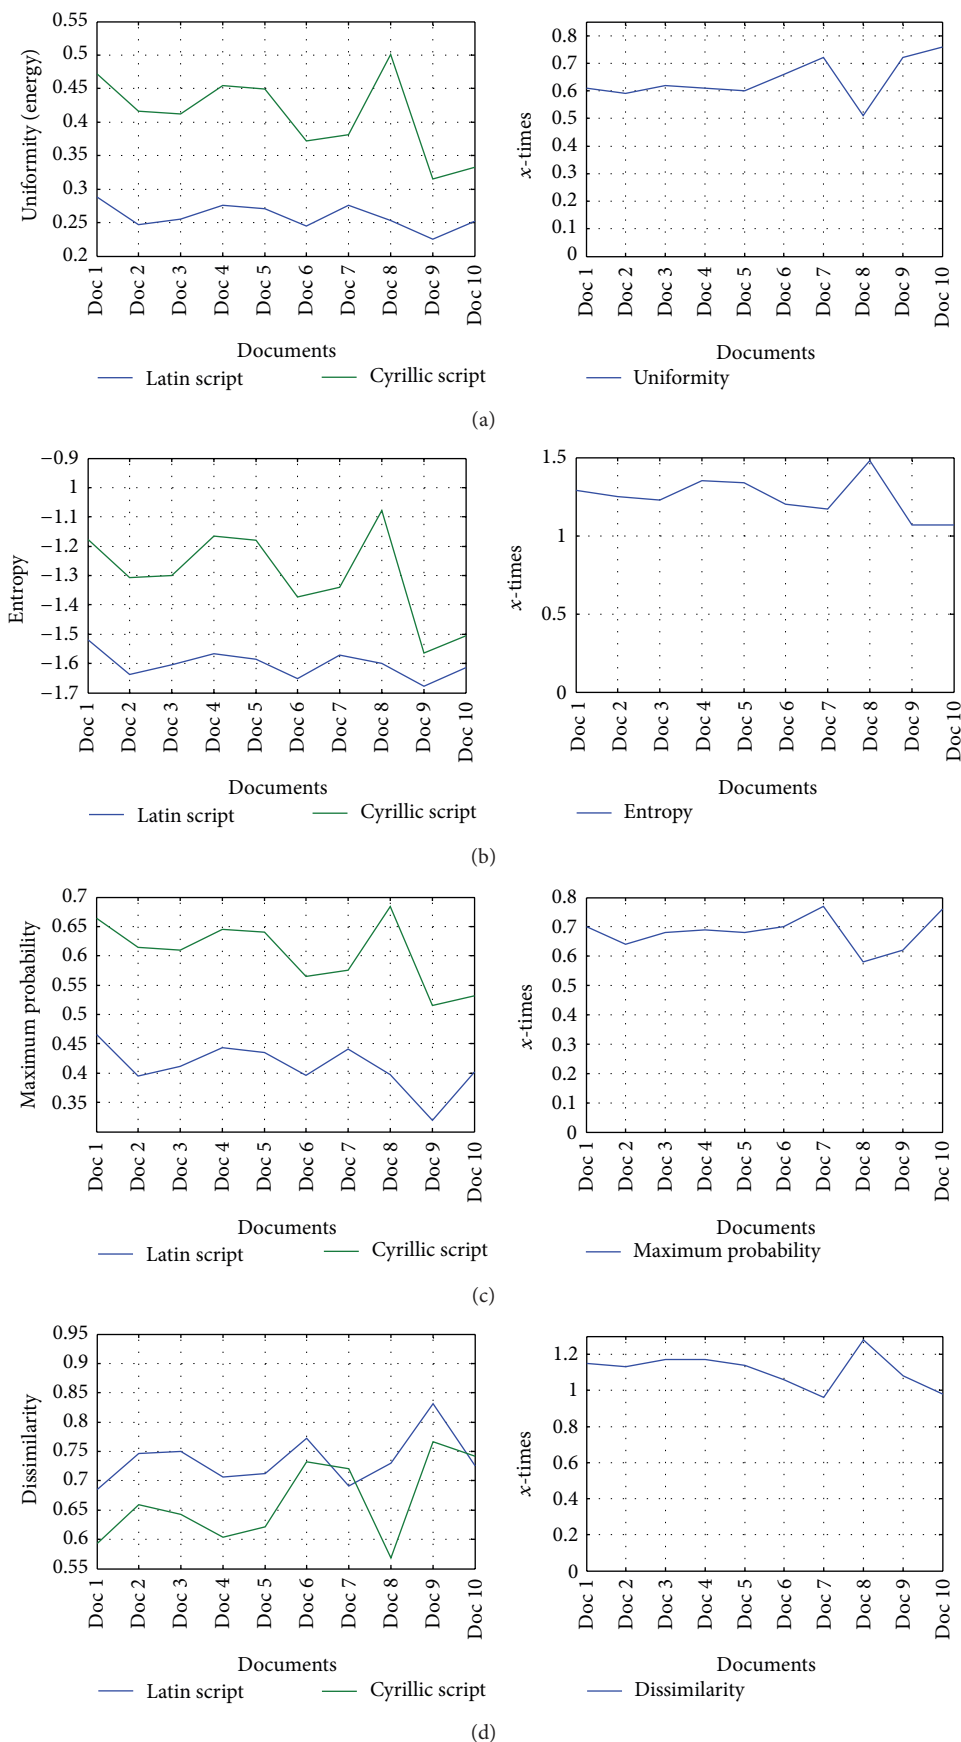 0.55
0.5
0.45
0.4
0.35
0.3
0.25
0.2
Uniformity (energy)
Doc 1
Doc 2
Doc 3
Doc 4
Doc 5
Doc 6
Doc 7
Doc 8
Doc 9
Doc 10
Documents
Latin script
Cyrillic script
0.8
0.7
0.6
0.5
0.4
0.3
0.2
0.1
0
x-times
Doc 1
Doc 2
Doc 3
Doc 4
Doc 5
Doc 6
Doc 7
Doc 8
Doc 9
Doc 10
Documents
Uniformity
(a)
−0.9
1
−1.1
−1.2
−1.3
−1.4
−1.5
−1.6
−1.7
Entropy
Doc 1
Doc 2
Doc 3
Doc 4
Doc 5
Doc 6
Doc 7
Doc 8
Doc 9
Doc 10
Documents
Latin script
Cyrillic script
1.5
1
0.5
0
x-times
Doc 1
Doc 2
Doc 3
Doc 4
Doc 5
Doc 6
Doc 7
Doc 8
Doc 9
Doc 10
Documents
Entropy
(b)
0.7
0.65
0.6
0.55
0.5
0.45
0.4
0.35
Maximum probability
Doc 1
Doc 2
Doc 3
Doc 4
Doc 5
Doc 6
Doc 7
Doc 8
Doc 9
Doc 10
Documents
Latin script
Cyrillic script
0.8
0.7
0.6
0.5
0.4
0.3
0.2
0.1
0
x-times
Doc 1
Doc 2
Doc 3
Doc 4
Doc 5
Doc 6
Doc 7
Doc 8
Doc 9
Doc 10
Documents
Maximum probability
(c)
0.95
0.9
0.85
0.8
0.75
0.7
0.65
0.6
0.55
Dissimilarity
Doc 1
Doc 2
Doc 3
Doc 4
Doc 5
Doc 6
Doc 7
Doc 8
Doc 9
Doc 10
Documents
Latin script
Cyrillic script
1.2
1
0.8
0.6
0.4
0.2
0
x-times
Doc 1
Doc 2
Doc 3
Doc 4
Doc 5
Doc 6
Doc 7
Doc 8
Doc 9
Doc 10
Documents
Dissimilarity
(d)